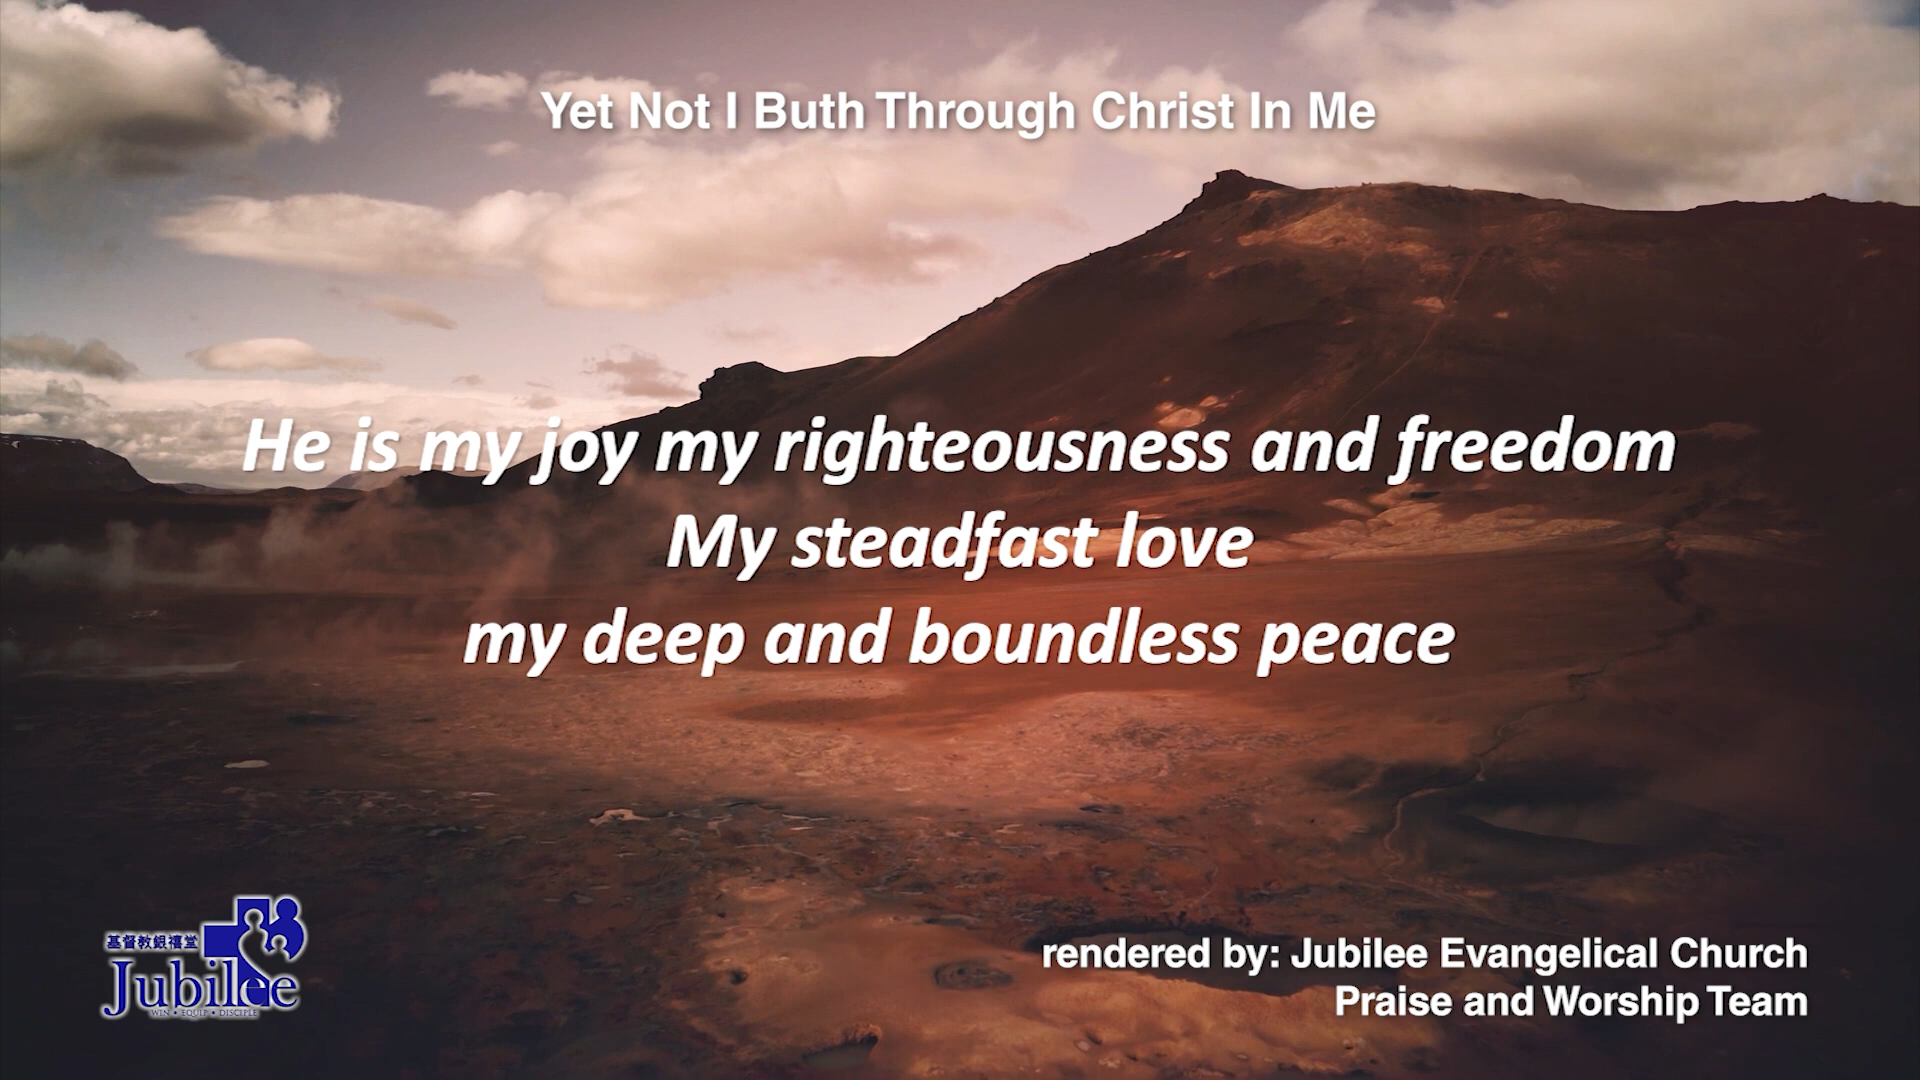 Yet Not I Buth Through Christ In Me
He is my joy my righteousness and freedom
My steadfast love
my deep and boundless peace
基督教銀禧堂
Jubilee
WIN • EQUIP • DISCIPLE
rendered by: Jubilee Evangelical Church
Praise and Worship Team